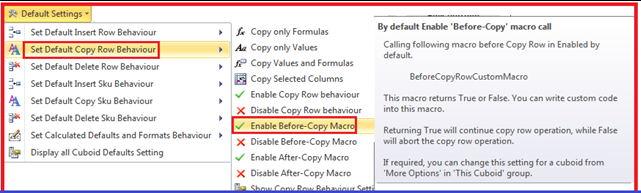 Default Settings
Set Default Insert Row Behaviour
Set Default Copy Row Behaviour
Set Default Delete Row Behaviour
Set Default Insert Sku Behaviour
Set Default Copy Sku Behaviour
Set Default Delete Sku Behaviour
Set Calculated Defaults and Formats Behaviour
Display all Cuboid Defaults Setting
Copy only Formulas
Copy only Values
Copy Values and Formulas
Copy Selected Columns
Enable Copy Row behaviour
Disable Copy Row behaviour
Enable Before-Copy Macro
Disable Before-Copy Macro
Enable After-Copy Macro
Disable After-Copy Macro
Show Copy Row Behaviour Setting
By default Enable 'Before-Copy' macro call
Calling following macro before Copy Row in Enabled by
default.
BeforeCopyRowCustomMacro
This macro returns True or False. You can write custom code
into this macro.
Returning True will continue copy row operation, while False
will abort the copy row operation.
If required, you can change this setting for a cuboid from
'More Options' in 'This Cuboid' group.